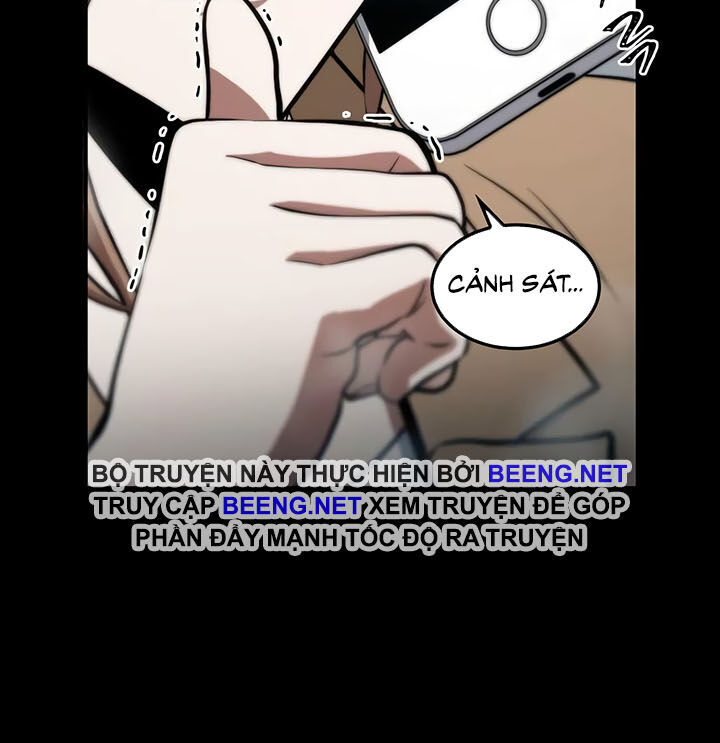 CẢNH SÁT...
BỘ TRUYỆN NÀY THỰC HIỆN BỞI BEENG.NET
TRUY CẬP BEENG.NET XEM TRUYỆN ĐỂ GÓP
PHẦN ĐẨY MẠNH TỐC ĐỘ RA TRUYỆN